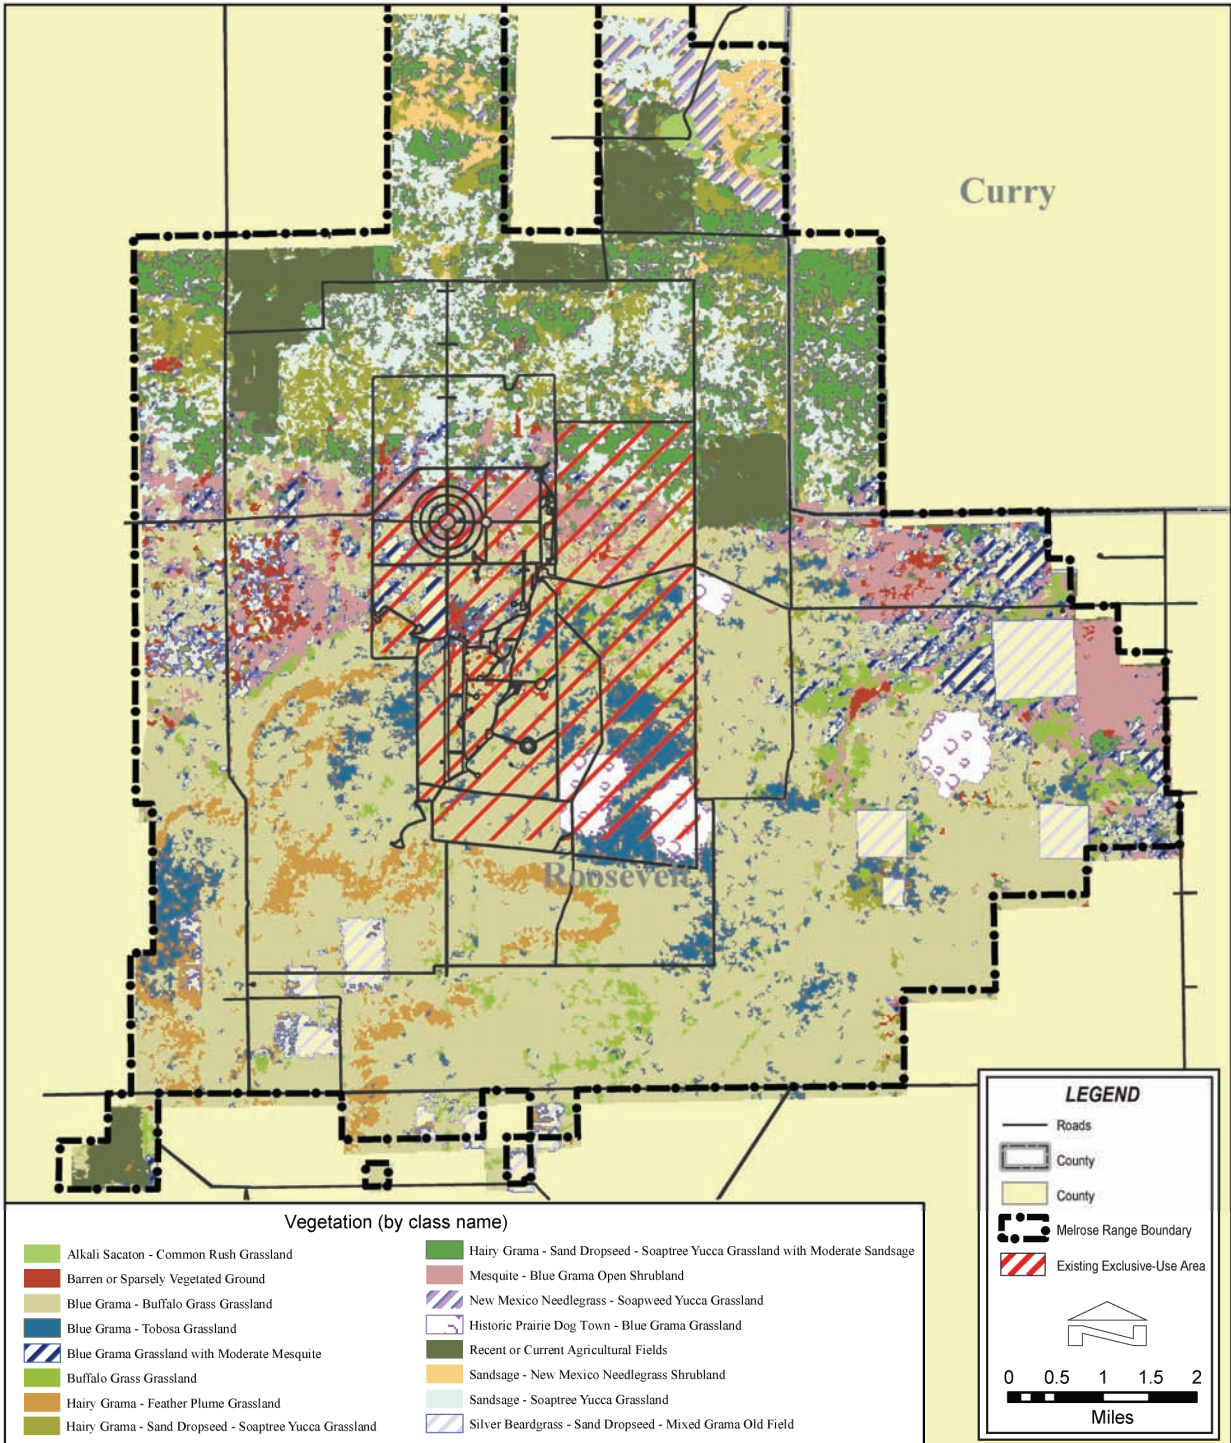 Curry
Roosevelt
LEGEND
Roads
County
County
Melrose Range Boundary
Existing Exclusive-Use Area
0 0.5 1 1.5 2
Miles
Vegetation (by class name)
Alkali Sacaton - Common Rush Grassland
Barren or Sparsely Vegetated Ground
Blue Grama - Buffalo Grass Grassland
Blue Grama - Tobosa Grassland
Blue Grama Grassland with Moderate Mesquite
Buffalo Grass Grassland
Hairy Grama - Feather Plume Grassland
Hairy Grama - Sand Dropseed - Soaptree Yucca Grassland
Hairy Grama - Sand Dropseed - Soaptree Yucca Grassland with Moderate Sandsage
Mesquite - Blue Grama Open Shrubland
New Mexico Needlegrass - Soapweed Yucca Grassland
Historic Prairie Dog Town - Blue Grama Grassland
Recent or Current Agricultural Fields
Sandsage - New Mexico Needlegrass Shrubland
Sandsage - Soaptree Yucca Grassland
Silver Beardgrass - Sand Dropseed - Mixed Grama Old Field